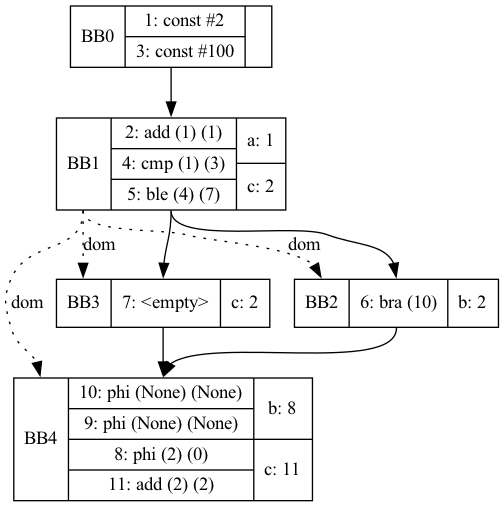 BB0
1: const #2
3: const #100
BB1
2: add (1) (1)
4: cmp (1) (3)
5: ble (4) (7)
a: 1
c: 2
dom
dom
dom
BB3
7: <empty>
c: 2
BB2
6: bra (10)
b: 2
BB4
10: phi (None) (None)
9: phi (None) (None)
8: phi (2) (0)
11: add (2) (2)
b: 8
c: 11